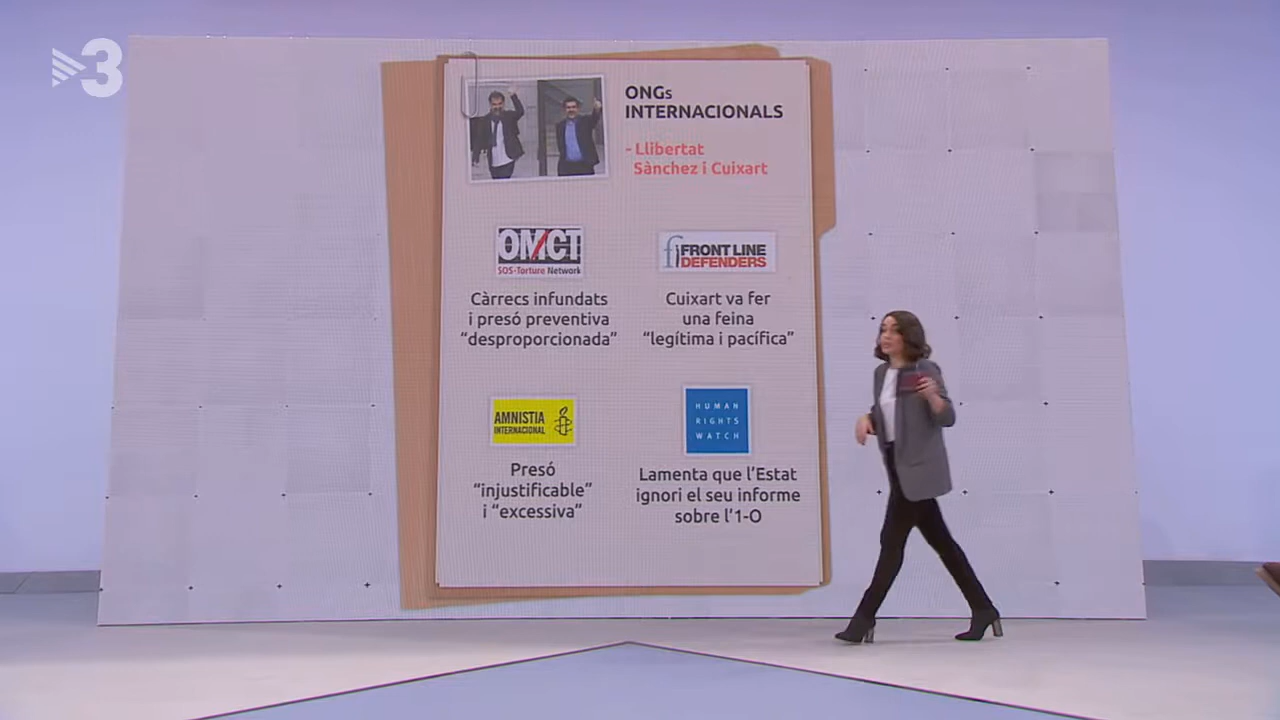 3
ONGs
INTERNACIONALS
- Llibertat
Sànchez i Cuixart
OMCT
SOS-Torture Network
FRONT LINE
DEFENDERS
Càrrecs infundats
i presó preventiva
“desproporcionada”
Cuixart va fer
una feina
“legítima i pacífica”
AMNISTIA
INTERNACIONAL
HUMAN
RIGHTS
WATCH
Presó
“injustificable”
i “excessiva”
Lamenta que l’Estat
ignori el seu informe
sobre l’1-O